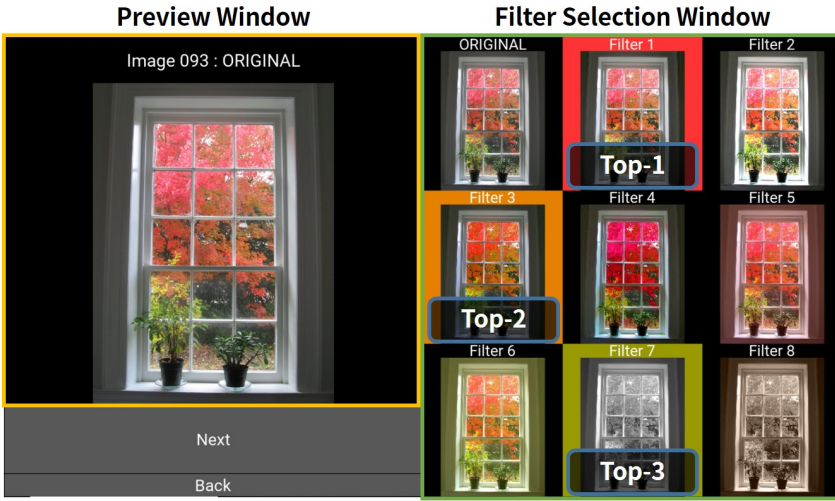 Preview Window
Filter Selection Window
Image 093 : ORIGINAL
Next
Back
ORIGINAL
Filter 1
Filter 2
Top-1
Filter 3
Filter 4
Filter 5
Top-2
Filter 6
Filter 7
Filter 8
Top-3